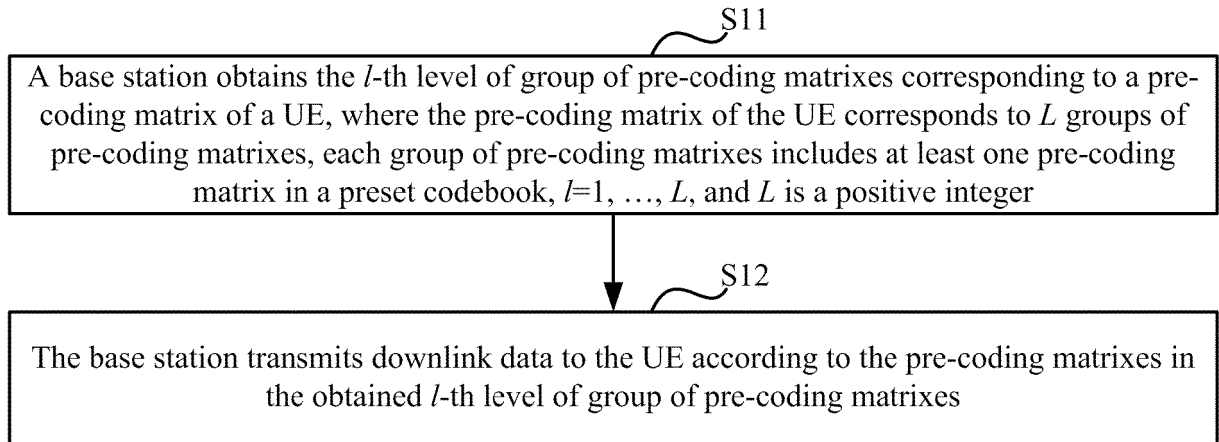 S11
A base station obtains the l-th level of group of pre-coding matrixes corresponding to a pre-
coding matrix of a UE, where the pre-coding matrix of the UE corresponds to L groups of
pre-coding matrixes, each group of pre-coding matrixes includes at least one pre-coding
matrix in a preset codebook, l=1, …, L, and L is a positive integer
S12
The base station transmits downlink data to the UE according to the pre-coding matrixes in
the obtained l-th level of group of pre-coding matrixes